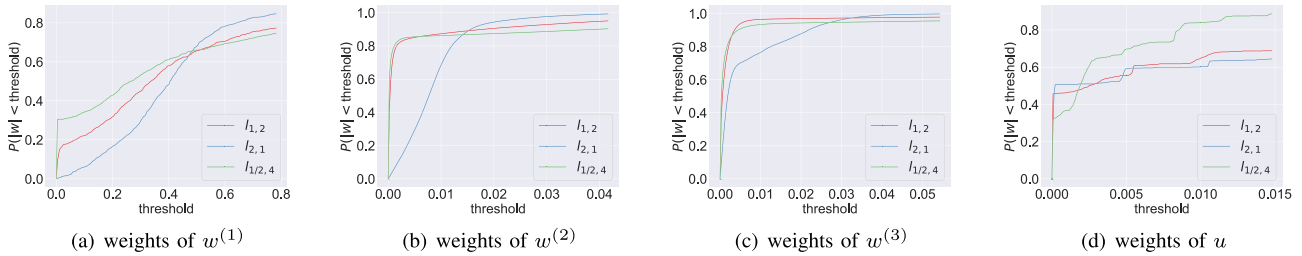 P(|w| < threshold)
0.8
0.6
0.4
0.2
0.0
0.0 0.2 0.4 0.6 0.8
threshold
l1, 2
l2, 1
l1/2, 4
(a) weights of w(1)
P(|w| < threshold)
1.0
0.8
0.6
0.4
0.2
0.0
0.00 0.01 0.02 0.03 0.04
threshold
l1, 2
l2, 1
l1/2, 4
(b) weights of w(2)
P(|w| < threshold)
1.0
0.8
0.6
0.4
0.2
0.0
0.00 0.01 0.02 0.03 0.04 0.05
threshold
l1, 2
l2, 1
l1/2, 4
(c) weights of w(3)
P(|w| < threshold)
0.8
0.6
0.4
0.2
0.0
0.000 0.005 0.010 0.015
threshold
l1, 2
l2, 1
l1/2, 4
(d) weights of u